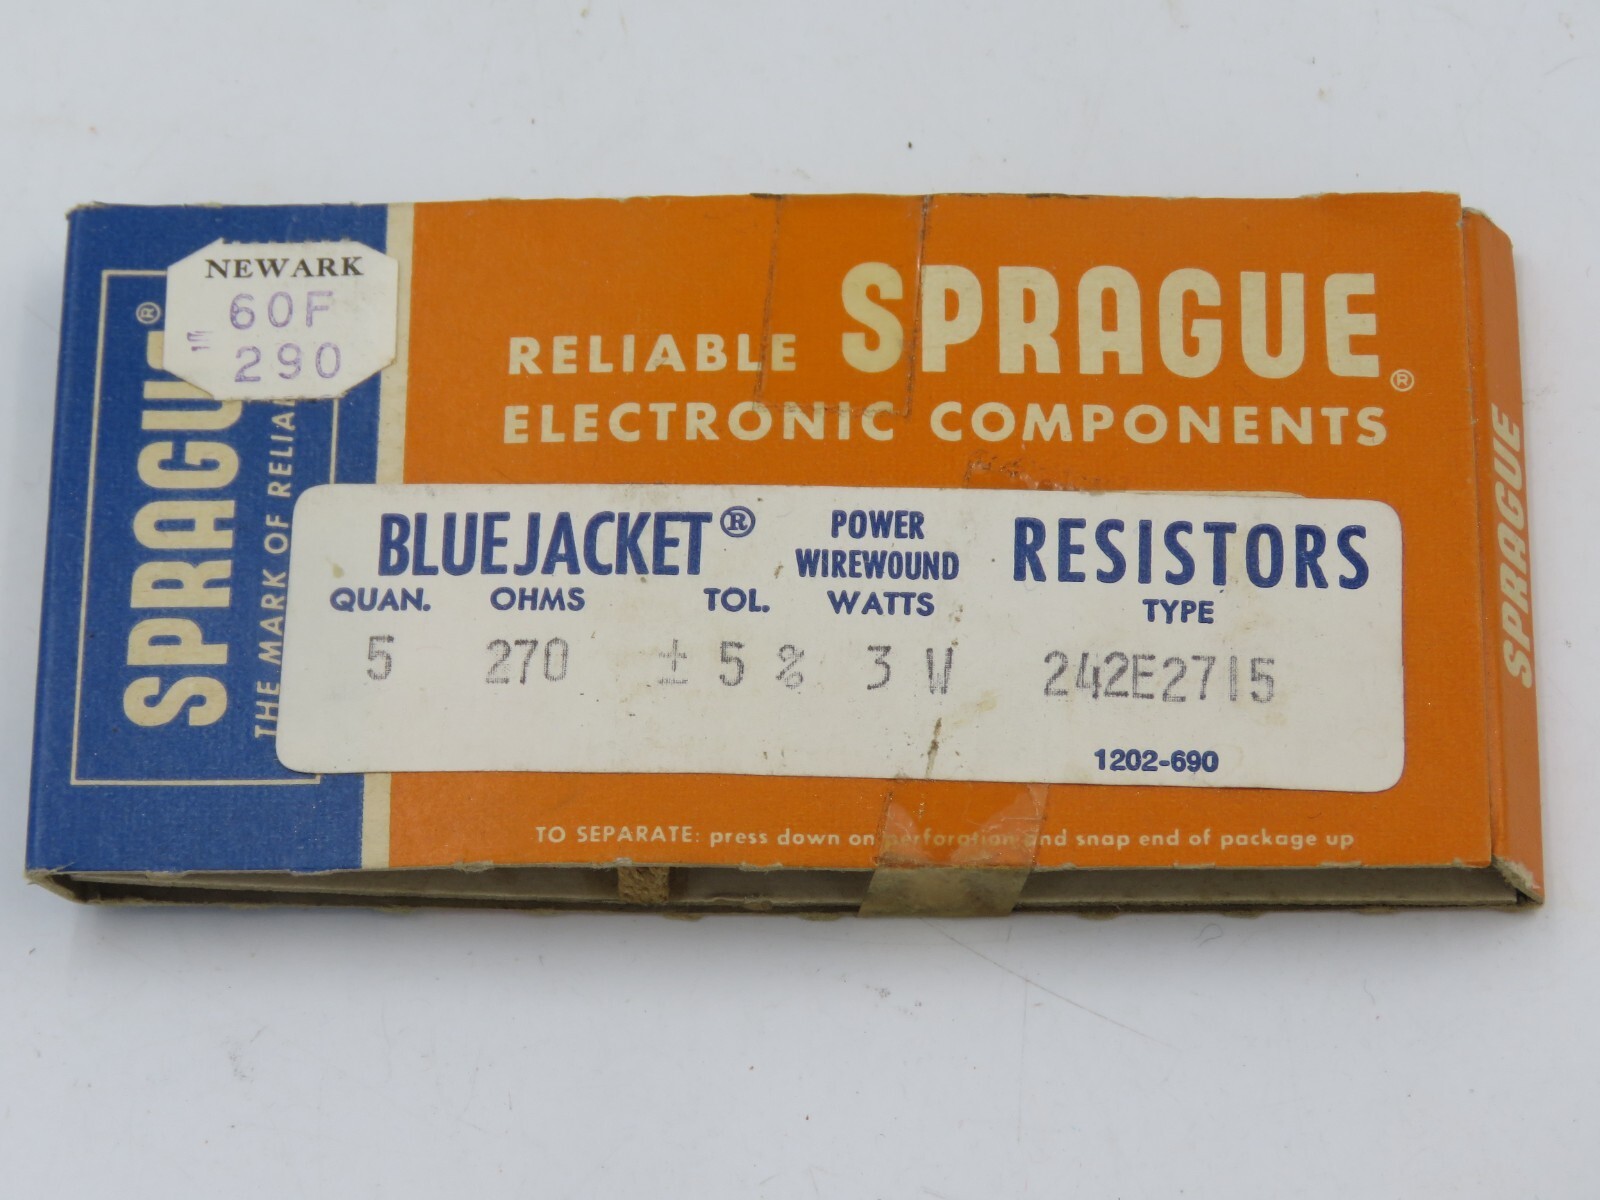 NEWARK
60F
290
SPRAGUE®
THE MARK OF
RELIABLE SPRAGUE®
ELECTRONIC COMPONENTS
BLUE JACKET® POWER WIREWOUND RESISTORS
QUAN. OHMS TOL. WATTS TYPE
5 270 ± 5 % 3 W 242E2715
1202-690
TO SEPARATE: press down on perforation and snap end of package up
SPRAGUE